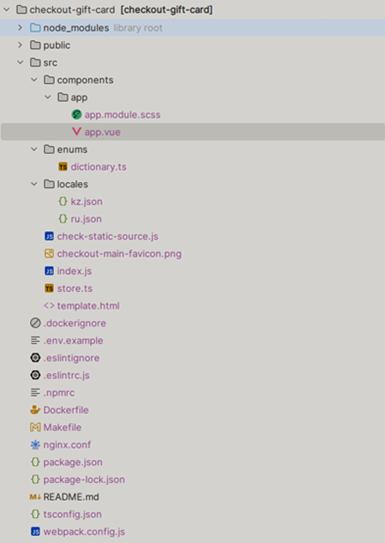 checkout-gift-card [checkout-gift-card]
node_modules library root
public
src
components
app
app.module.scss
app.vue
enums
dictionary.ts
locales
kz.json
ru.json
check-static-source.js
checkout-main-favicon.png
index.js
store.ts
template.html
.dockerignore
.env.example
.eslintignore
.eslintrc.js
.npmrc
Dockerfile
Makefile
nginx.conf
package.json
package-lock.json
README.md
tsconfig.json
webpack.config.js